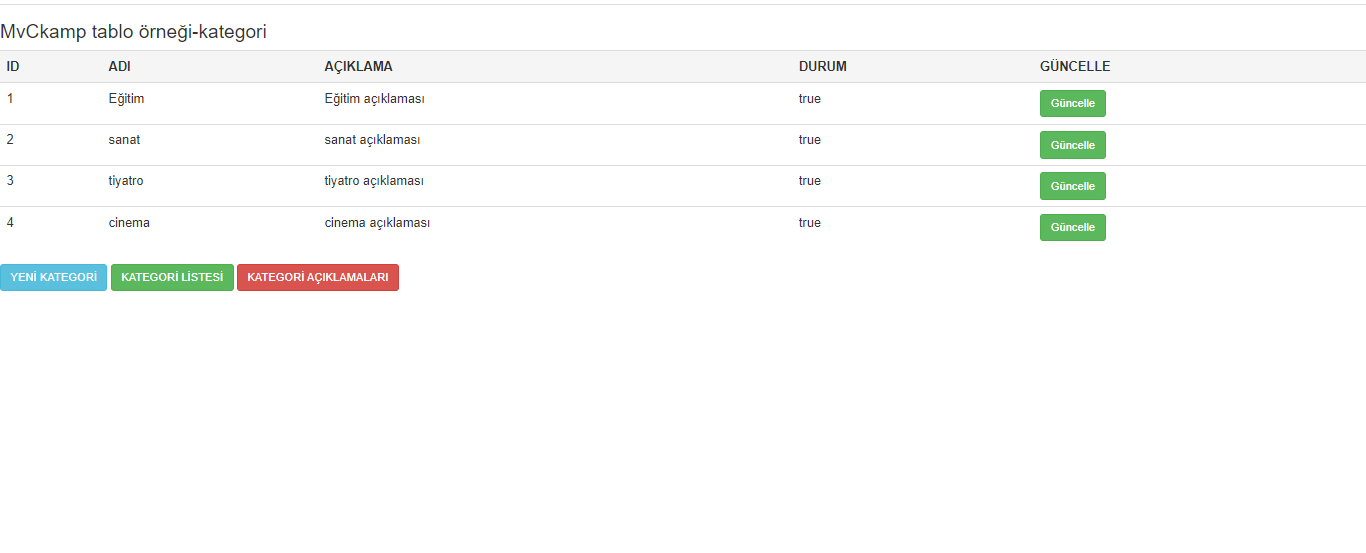 MvCkamp tablo örneği-kategori
ID ADI AÇIKLAMA DURUM GÜNCELLE
1 Eğitim Eğitim açıklaması true Güncelle
2 sanat sanat açıklaması true Güncelle
3 tiyatro tiyatro açıklaması true Güncelle
4 cinema cinema açıklaması true Güncelle
YENİ KATEGORİ KATEGORİ LİSTESİ KATEGORİ AÇIKLAMALARI